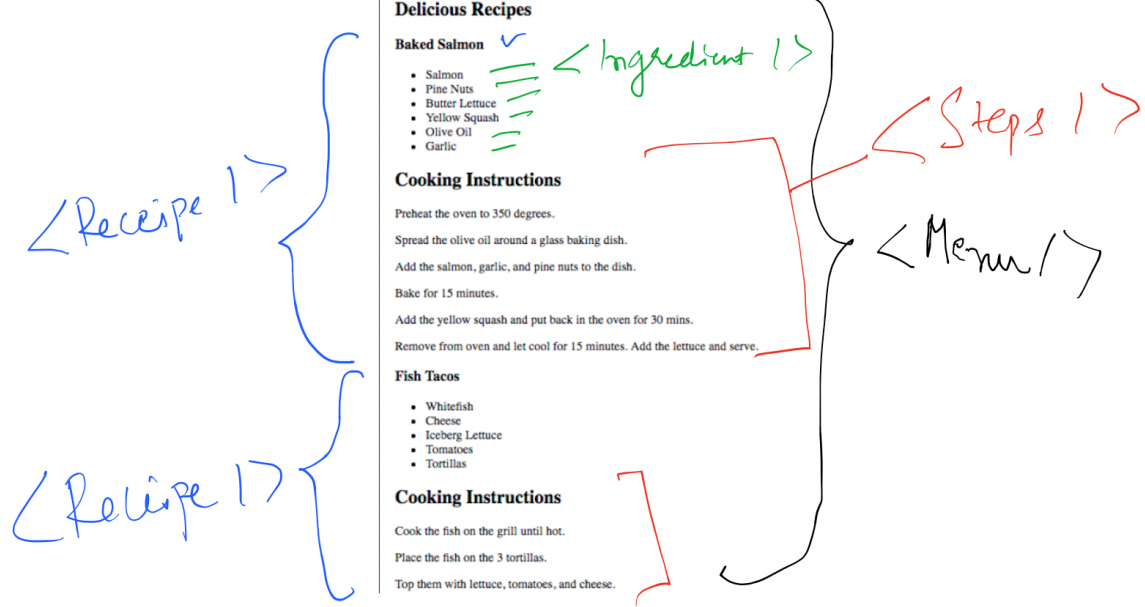 Delicious Recipes
Baked Salmon
<Ingredient />
• Salmon
• Pine Nuts
• Butter Lettuce
• Yellow Squash
• Olive Oil
• Garlic
<Steps />
Cooking Instructions
<Receipe />
Preheat the oven to 350 degrees.
Spread the olive oil around a glass baking dish.
<Menu />
Add the salmon, garlic, and pine nuts to the dish.
Bake for 15 minutes.
Add the yellow squash and put back in the oven for 30 mins.
Remove from oven and let cool for 15 minutes. Add the lettuce and serve.
Fish Tacos
• Whitefish
• Cheese
• Iceberg Lettuce
• Tomatoes
• Tortillas
<Recipe />
Cooking Instructions
Cook the fish on the grill until hot.
Place the fish on the 3 tortillas.
Top them with lettuce, tomatoes, and cheese.